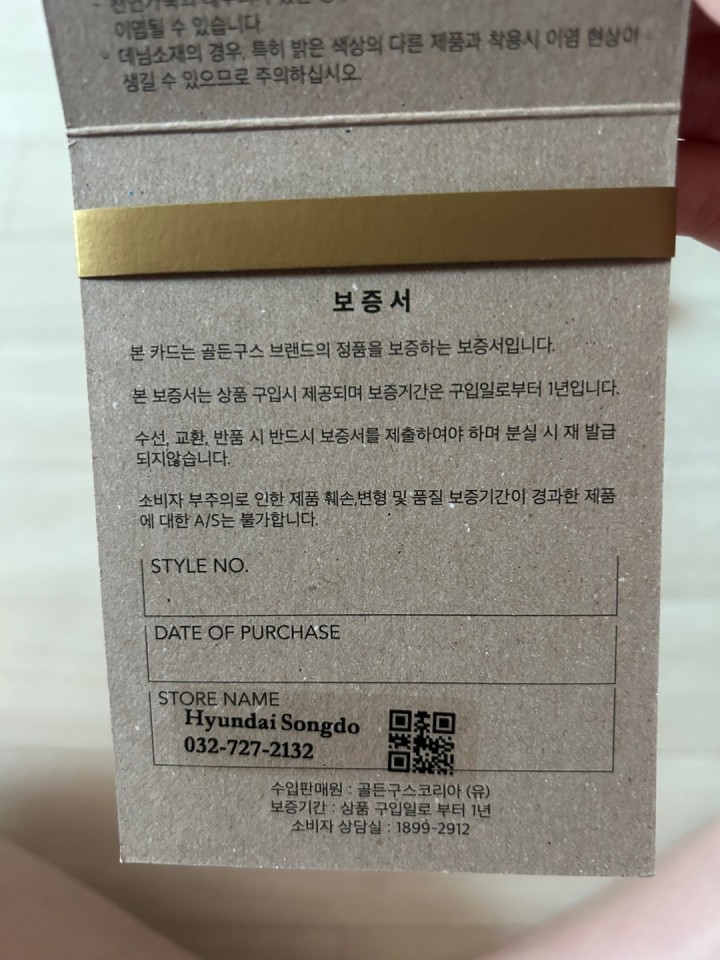 이염될 수 있습니다.
- 데님소재의 경우, 특히 밝은 색상의 다른 제품과 착용시 이염 현상이
생길 수 있으므로 주의하십시오.
보증서
본 카드는 골든구스 브랜드의 정품을 보증하는 보증서입니다.
본 보증서는 상품 구입시 제공되며 보증기간은 구입일로부터 1년입니다.
수선, 교환, 반품 시 반드시 보증서를 제출하여야 하며 분실 시 재 발급
되지않습니다.
소비자 부주의로 인한 제품 훼손,변형 및 품질 보증기간이 경과한 제품
에 대한 A/S는 불가합니다.
STYLE NO.
DATE OF PURCHASE
STORE NAME
Hyundai Songdo
032-727-2132
수입판매원 : 골든구스코리아 (유)
보증기간 : 상품 구입일로 부터 1년
소비자 상담실 : 1899-2912